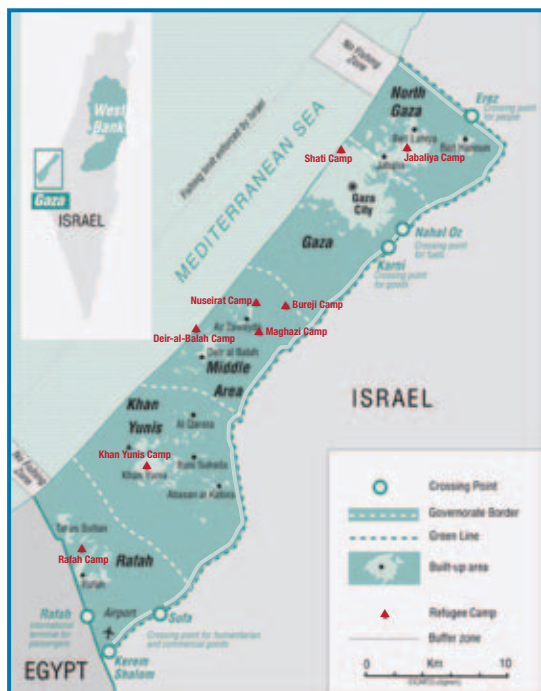 West
Bank
Gaza
ISRAEL
No Fishing
Zone
Fishing limit enforced by Israel
MEDITERRANEAN SEA
North
Gaza
Erez
Crossing point
for people
Beit Lahiya
Beit Hanoun
Shati Camp
Jabaliya Camp
Jabalia
Gaza
City
Gaza
Nahal Oz
Crossing point
for fuels
Karni
Crossing point
for goods
Nuseirat Camp
Bureji Camp
Az Zawayda
Deir-al-Balah Camp
Maghazi Camp
Deir al Balah
Middle
Area
ISRAEL
Khan
Yunis
Al Qarara
Khan Yunis Camp
Khan Yunis
Bani Suheila
Abasan al Kabira
No Fishing
Zone
Tal as Sultan
Rafah Camp
Rafah
Rafah
Rafah
international
terminal for
passengers
Airport
Sufa
Crossing point for humanitarian
and commercial goods
Kerem
Shalom
EGYPT
Crossing Point
Governorate Border
Green Line
Built-up area
Refugee Camp
Buffer zone
0 Km 10